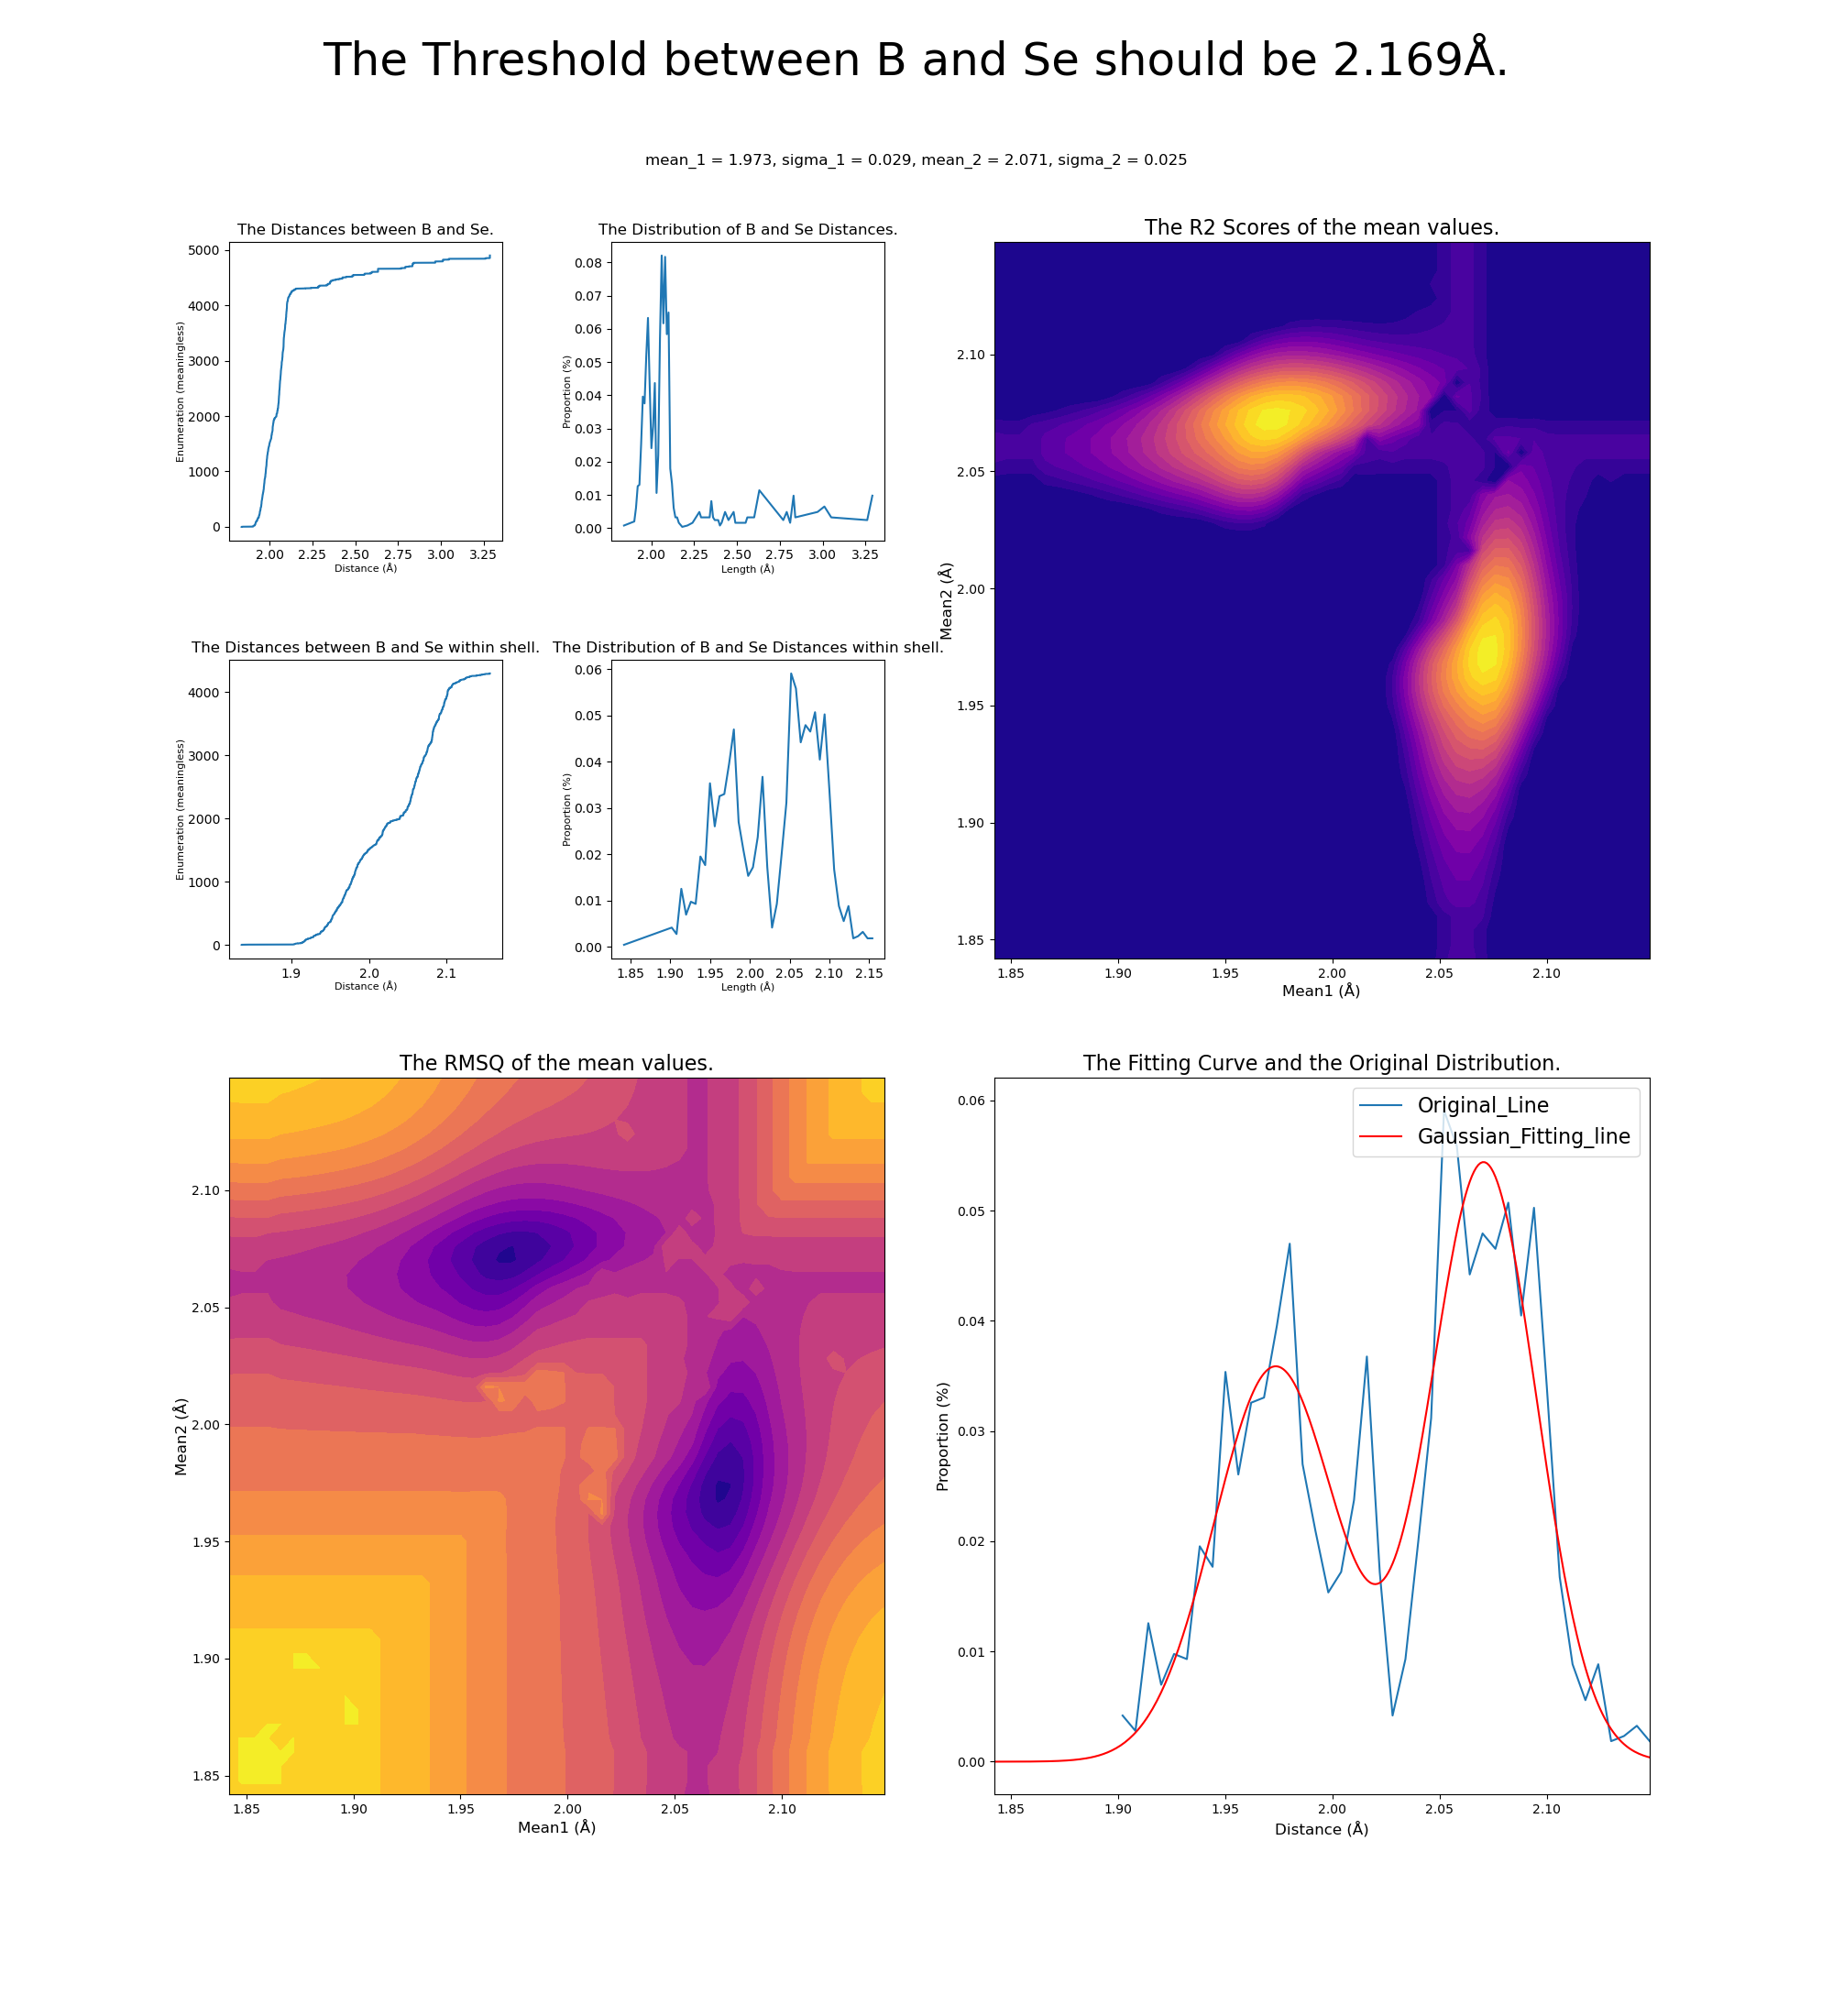 The Threshold between B and Se should be 2.169Å.
mean_1 = 1.973, sigma_1 = 0.029, mean_2 = 2.071, sigma_2 = 0.025
The Distances between B and Se.
5000
4000
3000
2000
1000
0
Enumeration (meaningless)
2.00 2.25 2.50 2.75 3.00 3.25
Distance (Å)
The Distribution of B and Se Distances.
0.08
0.07
0.06
0.05
0.04
0.03
0.02
0.01
0.00
Proportion (%)
2.00 2.25 2.50 2.75 3.00 3.25
Length (Å)
The R2 Scores of the mean values.
2.10
2.05
2.00
1.95
1.90
1.85
Mean2 (Å)
1.85 1.90 1.95 2.00 2.05 2.10
Mean1 (Å)
The Distances between B and Se within shell.
4000
3000
2000
1000
0
Enumeration (meaningless)
1.9 2.0 2.1
Distance (Å)
The Distribution of B and Se Distances within shell.
0.06
0.05
0.04
0.03
0.02
0.01
0.00
Proportion (%)
1.85 1.90 1.95 2.00 2.05 2.10 2.15
Length (Å)
The RMSQ of the mean values.
2.10
2.05
2.00
1.95
1.90
1.85
Mean2 (Å)
1.85 1.90 1.95 2.00 2.05 2.10
Mean1 (Å)
The Fitting Curve and the Original Distribution.
Original_Line
Gaussian_Fitting_line
0.06
0.05
0.04
0.03
0.02
0.01
0.00
Proportion (%)
1.85 1.90 1.95 2.00 2.05 2.10
Distance (Å)